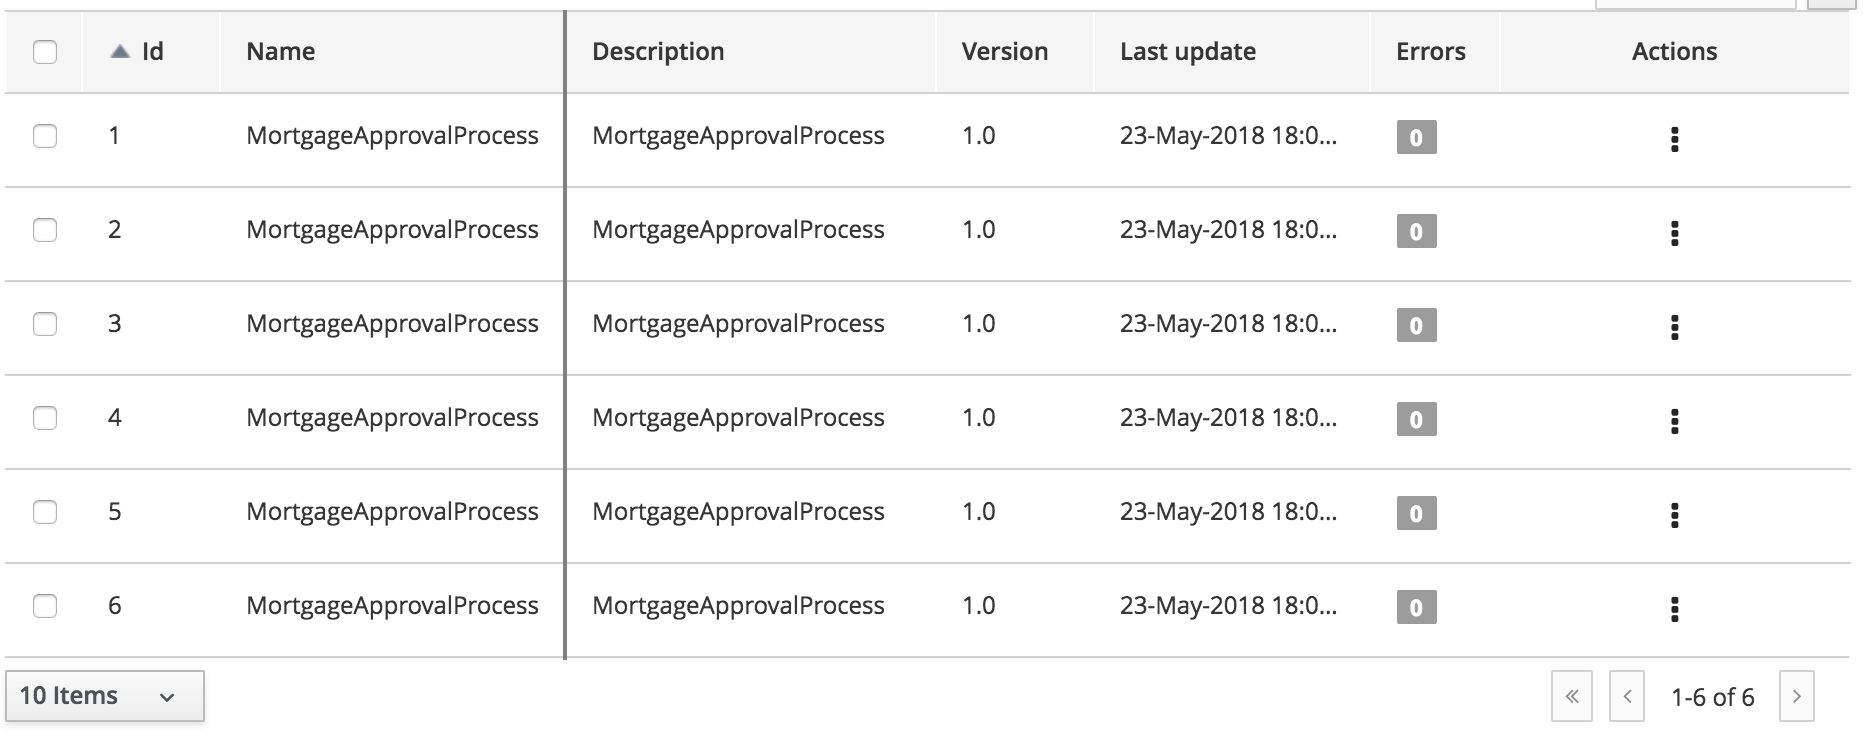 Id Name Description Version Last update Errors Actions
1 MortgageApprovalProcess MortgageApprovalProcess 1.0 23-May-2018 18:0... 0
2 MortgageApprovalProcess MortgageApprovalProcess 1.0 23-May-2018 18:0... 0
3 MortgageApprovalProcess MortgageApprovalProcess 1.0 23-May-2018 18:0... 0
4 MortgageApprovalProcess MortgageApprovalProcess 1.0 23-May-2018 18:0... 0
5 MortgageApprovalProcess MortgageApprovalProcess 1.0 23-May-2018 18:0... 0
6 MortgageApprovalProcess MortgageApprovalProcess 1.0 23-May-2018 18:0... 0
10 Items « < 1-6 of 6 >